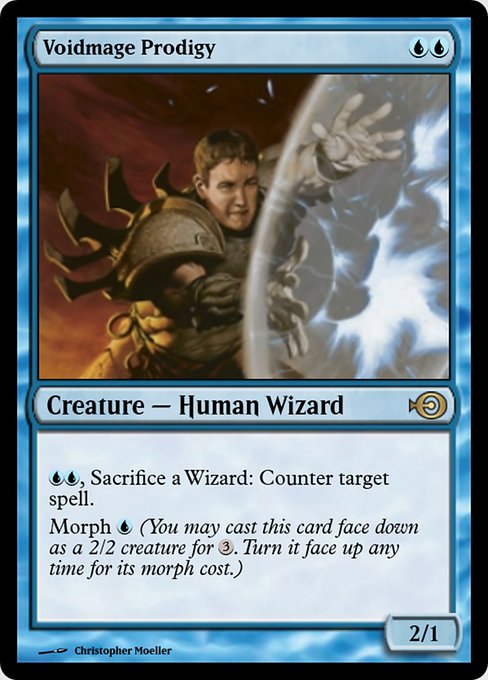 Voidmage Prodigy
Creature — Human Wizard
, Sacrifice a Wizard: Counter target
spell.
Morph (You may cast this card face down
as a 2/2 creature for 3. Turn it face up any
time for its morph cost.)
2/1
Christopher Moeller